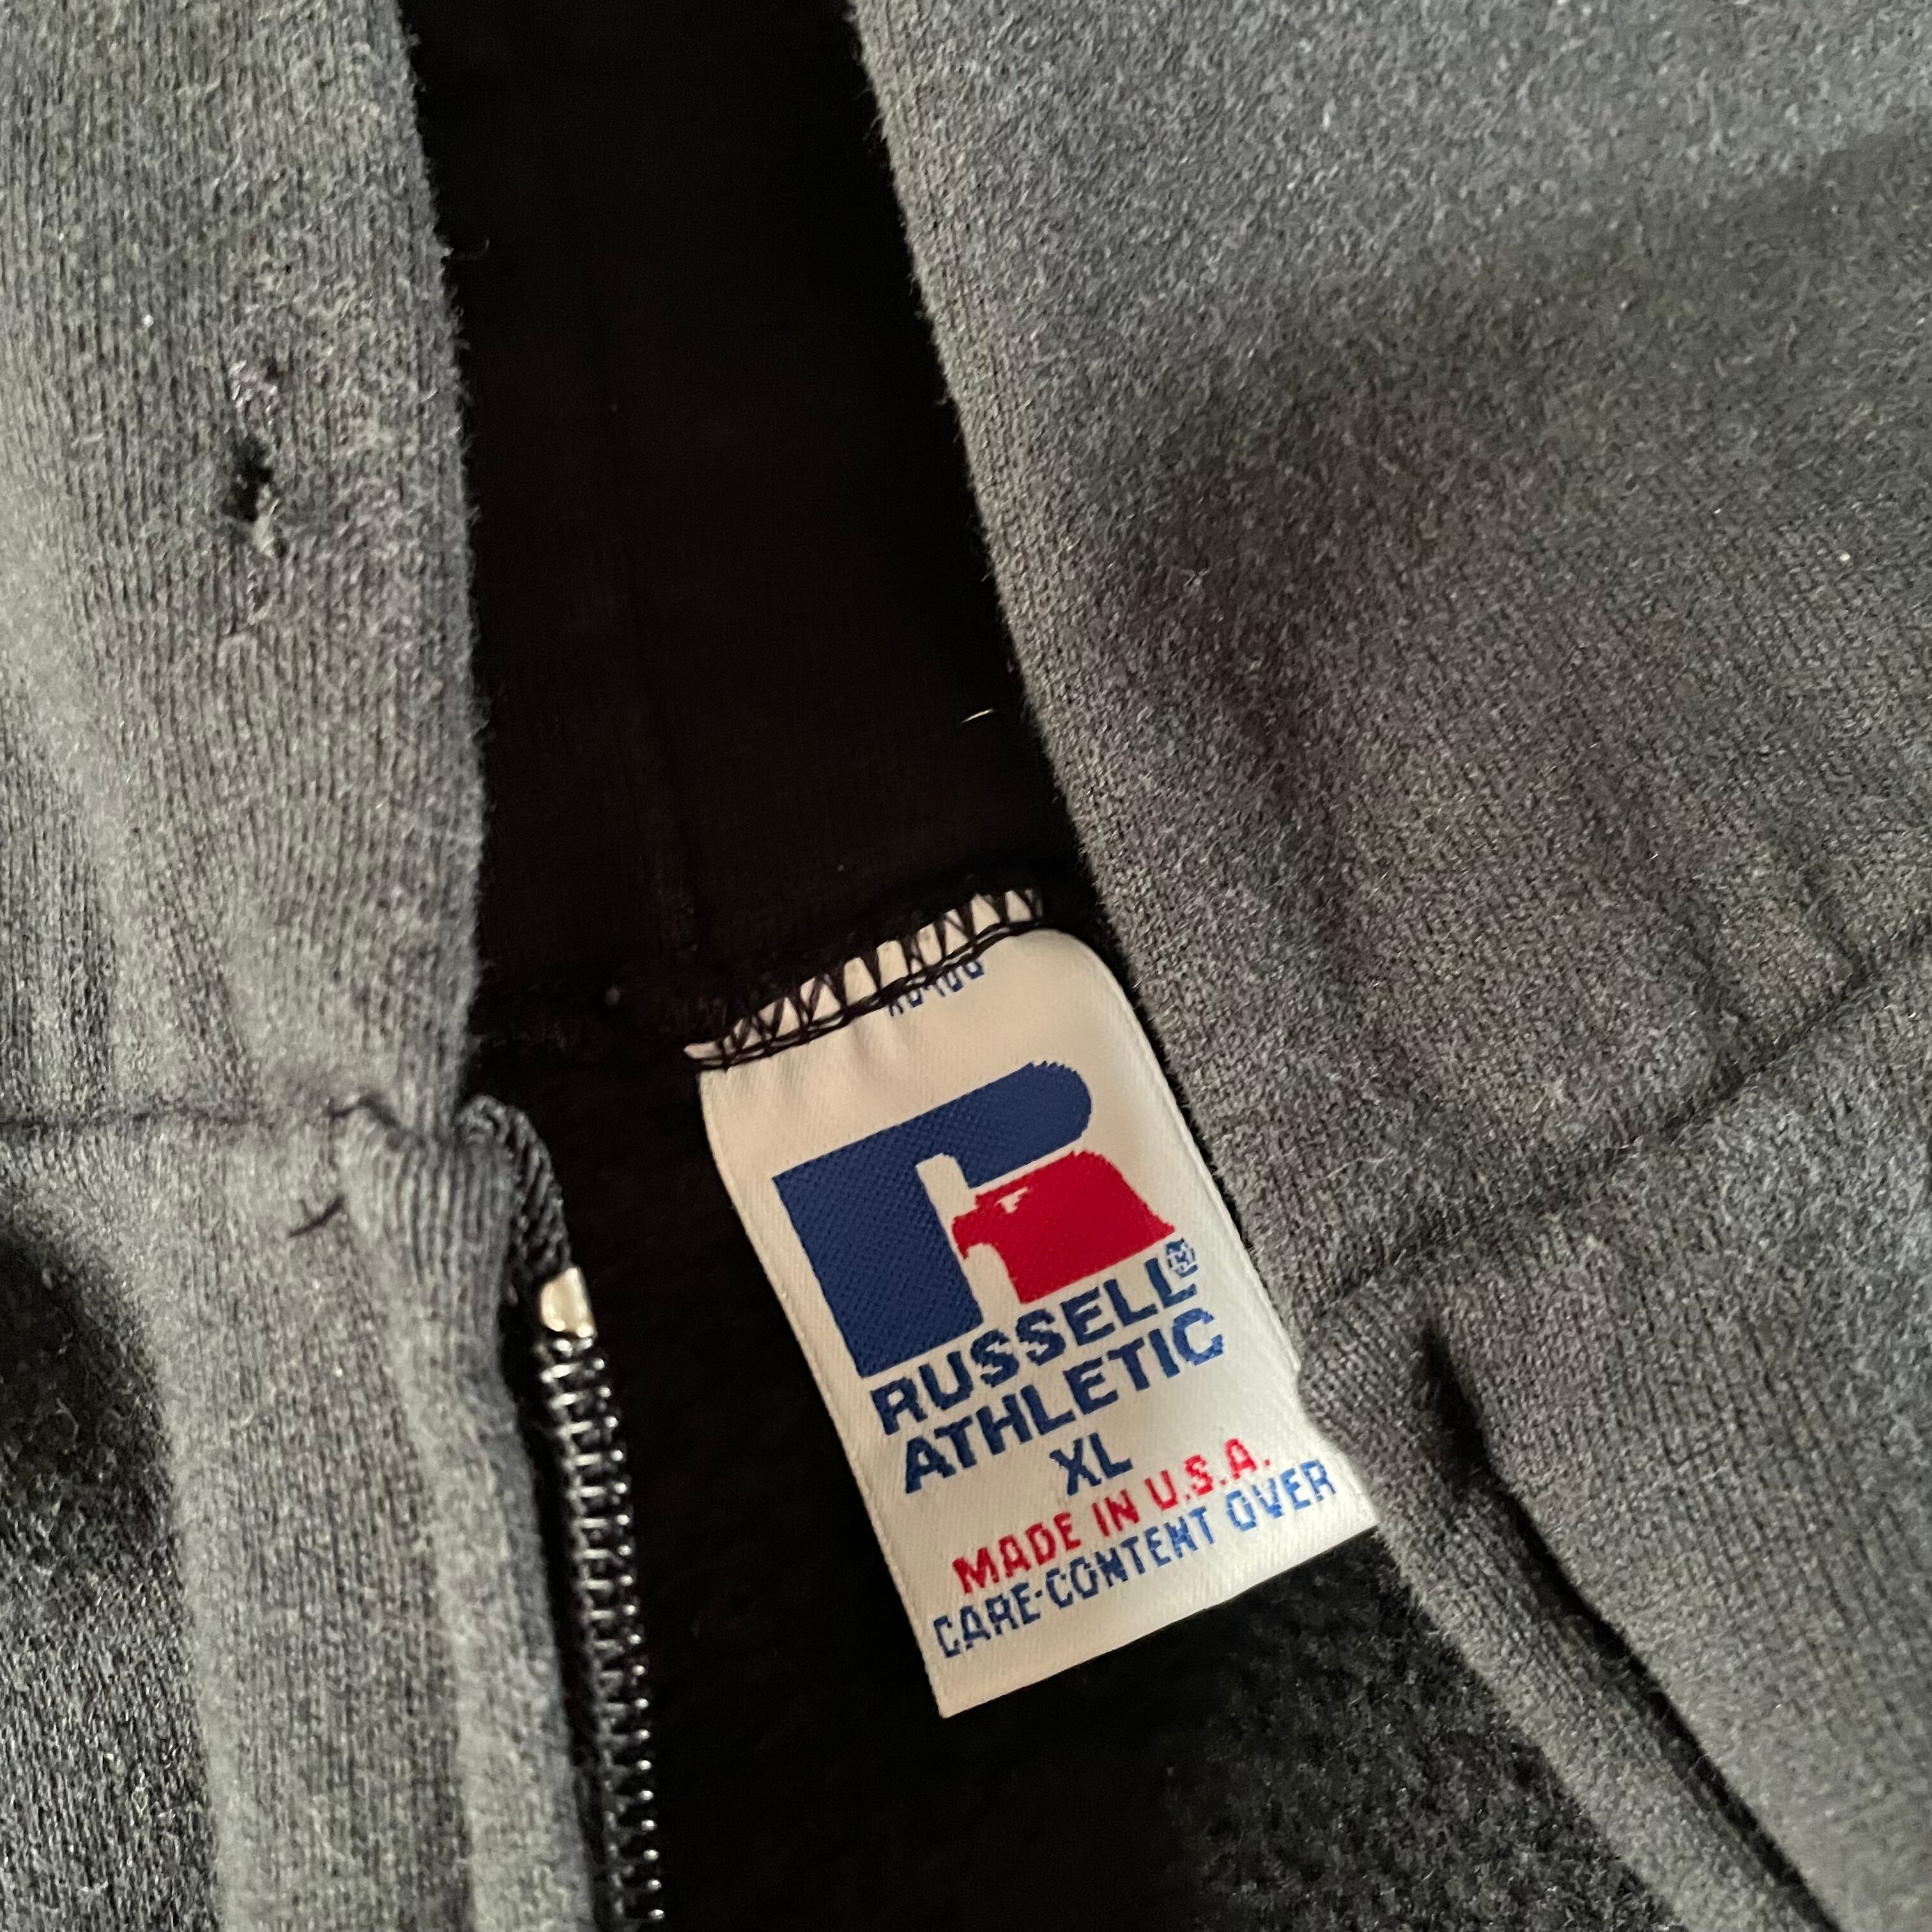 RUSSELL®
ATHLETIC
XL
MADE IN U.S.A.
CARE-CONTENT OVER